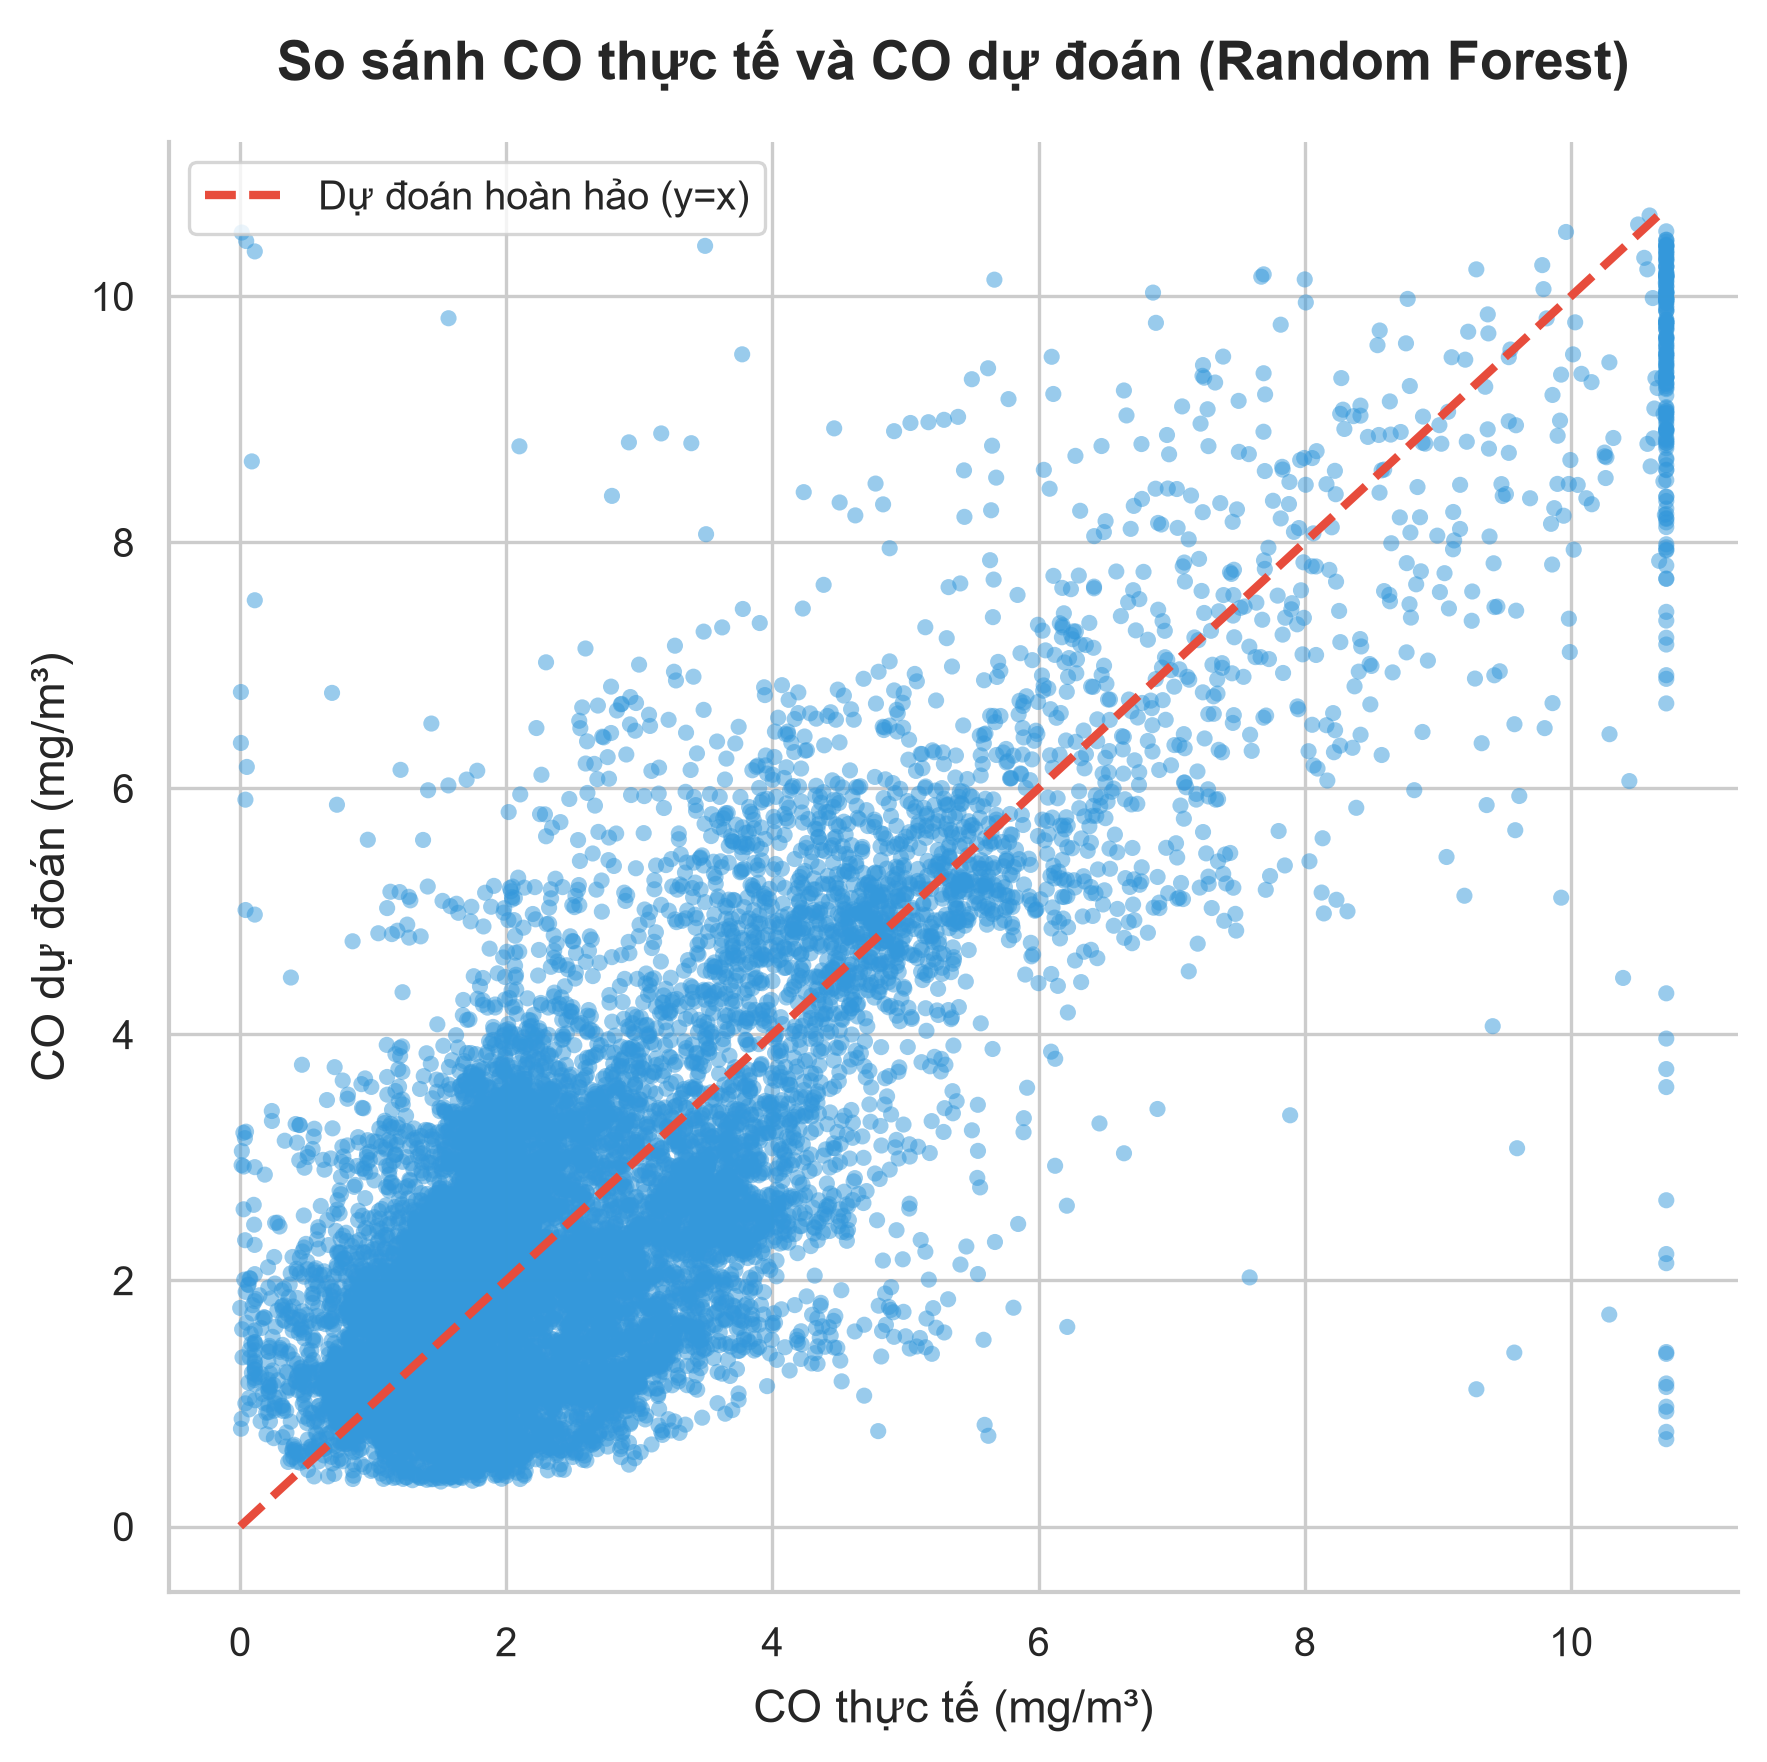 So sánh CO thực tế và CO dự đoán (Random Forest)
Dự đoán hoàn hảo (y=x)
CO dự đoán (mg/m³)
10
8
6
4
2
0
0 2 4 6 8 10
CO thực tế (mg/m³)